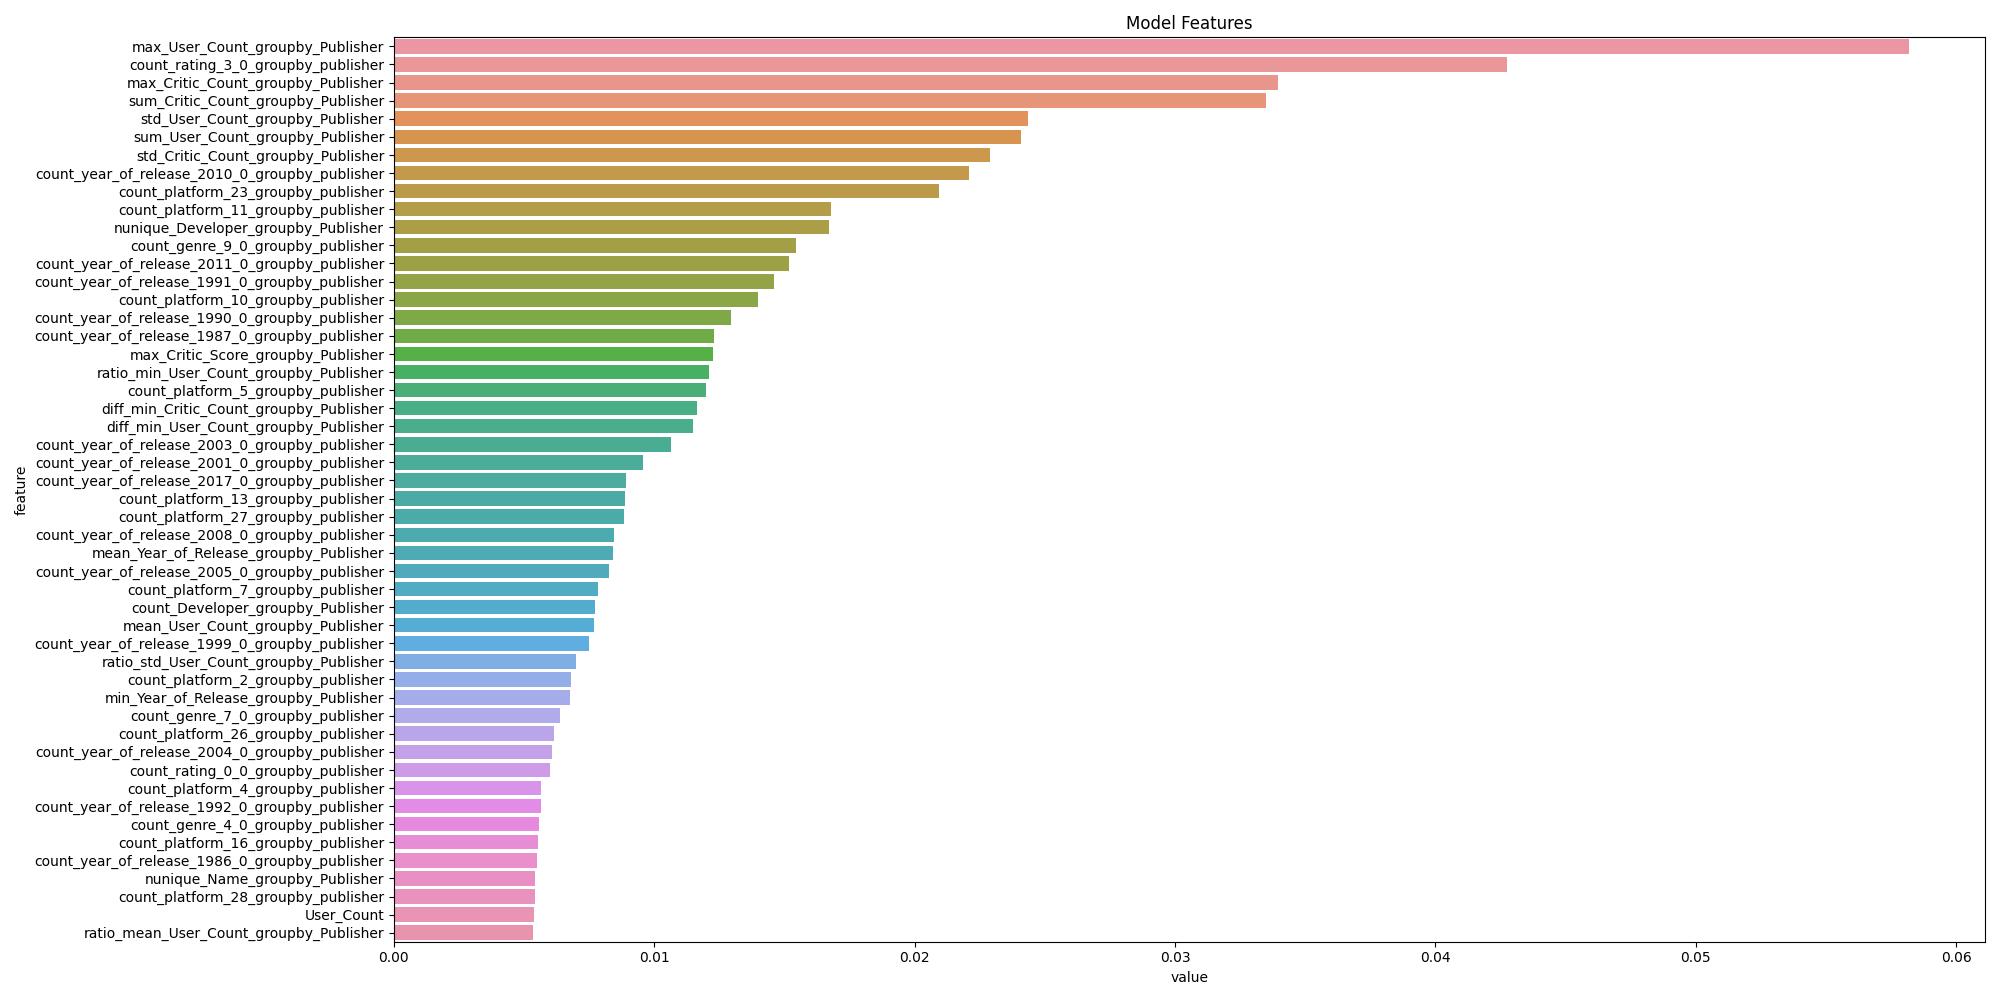 Model Features
max_User_Count_groupby_Publisher
count_rating_3_0_groupby_publisher
max_Critic_Count_groupby_Publisher
sum_Critic_Count_groupby_Publisher
std_User_Count_groupby_Publisher
sum_User_Count_groupby_Publisher
std_Critic_Count_groupby_Publisher
count_year_of_release_2010_0_groupby_publisher
count_platform_23_groupby_publisher
count_platform_11_groupby_publisher
nunique_Developer_groupby_Publisher
count_genre_9_0_groupby_publisher
count_year_of_release_2011_0_groupby_publisher
count_year_of_release_1991_0_groupby_publisher
count_platform_10_groupby_publisher
count_year_of_release_1990_0_groupby_publisher
count_year_of_release_1987_0_groupby_publisher
max_Critic_Score_groupby_Publisher
ratio_min_User_Count_groupby_Publisher
count_platform_5_groupby_publisher
diff_min_Critic_Count_groupby_Publisher
diff_min_User_Count_groupby_Publisher
count_year_of_release_2003_0_groupby_publisher
count_year_of_release_2001_0_groupby_publisher
count_year_of_release_2017_0_groupby_publisher
count_platform_13_groupby_publisher
count_platform_27_groupby_publisher
count_year_of_release_2008_0_groupby_publisher
mean_Year_of_Release_groupby_Publisher
count_year_of_release_2005_0_groupby_publisher
count_platform_7_groupby_publisher
count_Developer_groupby_Publisher
mean_User_Count_groupby_Publisher
count_year_of_release_1999_0_groupby_publisher
ratio_std_User_Count_groupby_Publisher
count_platform_2_groupby_publisher
min_Year_of_Release_groupby_Publisher
count_genre_7_0_groupby_publisher
count_platform_26_groupby_publisher
count_year_of_release_2004_0_groupby_publisher
count_rating_0_0_groupby_publisher
count_platform_4_groupby_publisher
count_year_of_release_1992_0_groupby_publisher
count_genre_4_0_groupby_publisher
count_platform_16_groupby_publisher
count_year_of_release_1986_0_groupby_publisher
nunique_Name_groupby_Publisher
count_platform_28_groupby_publisher
User_Count
ratio_mean_User_Count_groupby_Publisher
feature
0.00 0.01 0.02 0.03 0.04 0.05 0.06
value